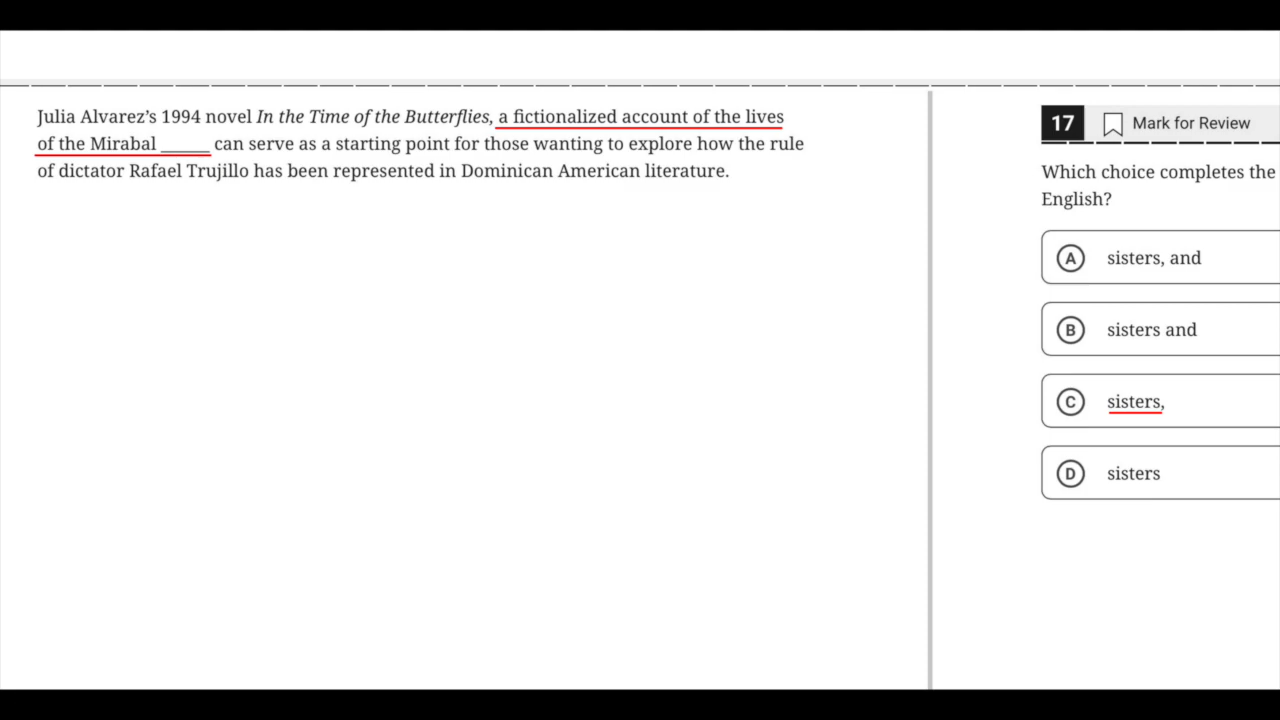 Julia Alvarez’s 1994 novel In the Time of the Butterflies, a fictionalized account of the lives
of the Mirabal ______ can serve as a starting point for those wanting to explore how the rule
of dictator Rafael Trujillo has been represented in Dominican American literature.
17 Mark for Review
Which choice completes the
English?
A sisters, and
B sisters and
C sisters,
D sisters